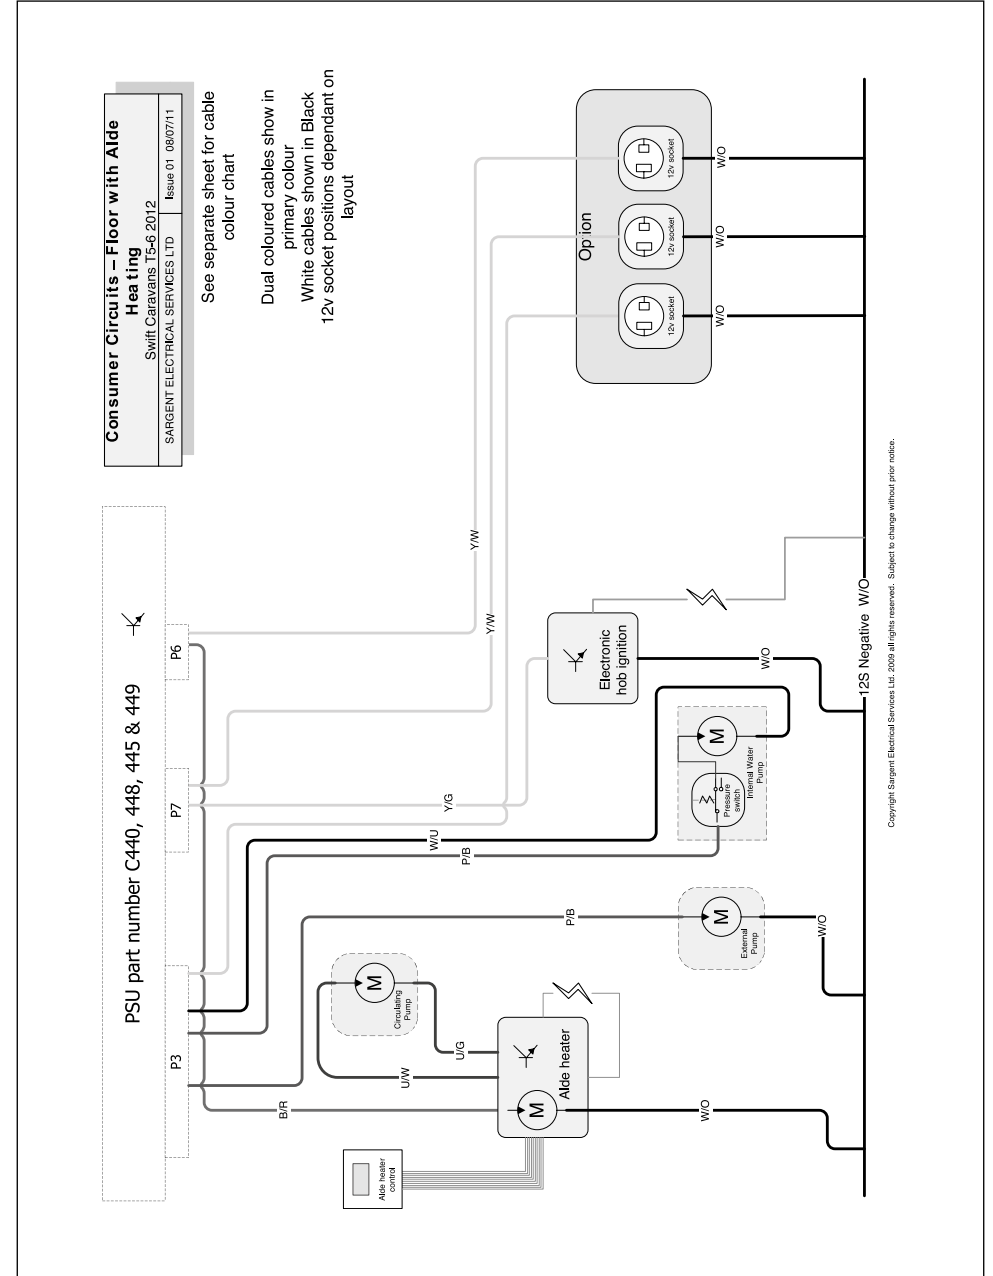 Consumer Circuits – Floor with Alde
Heating
Swift Caravans T5-6 2012
SARGENT ELECTRICAL SERVICES LTD
Issue 01 08/07/11
See separate sheet for cable
colour chart
Dual coloured cables show in
primary colour
White cables shown in Black
12v socket positions dependant on
layout
PSU part number C440, 448, 445 & 449
P3
P7
P6
B/R
U/W
U/G
P/B
P/B
W/U
Y/G
Y/W
Y/W
Alde heater
control
Circulating
Pump
M
M
Alde heater
External
Pump
M
Pressure
switch
Internal Water
Pump
M
Electronic
hob ignition
Option
12v socket
12v socket
12v socket
W/O
W/O
W/O
W/O
W/O
W/O
12S Negative W/O
Copyright Sargent Electrical Services Ltd. 2009 all rights reserved. Subject to change without prior notice.